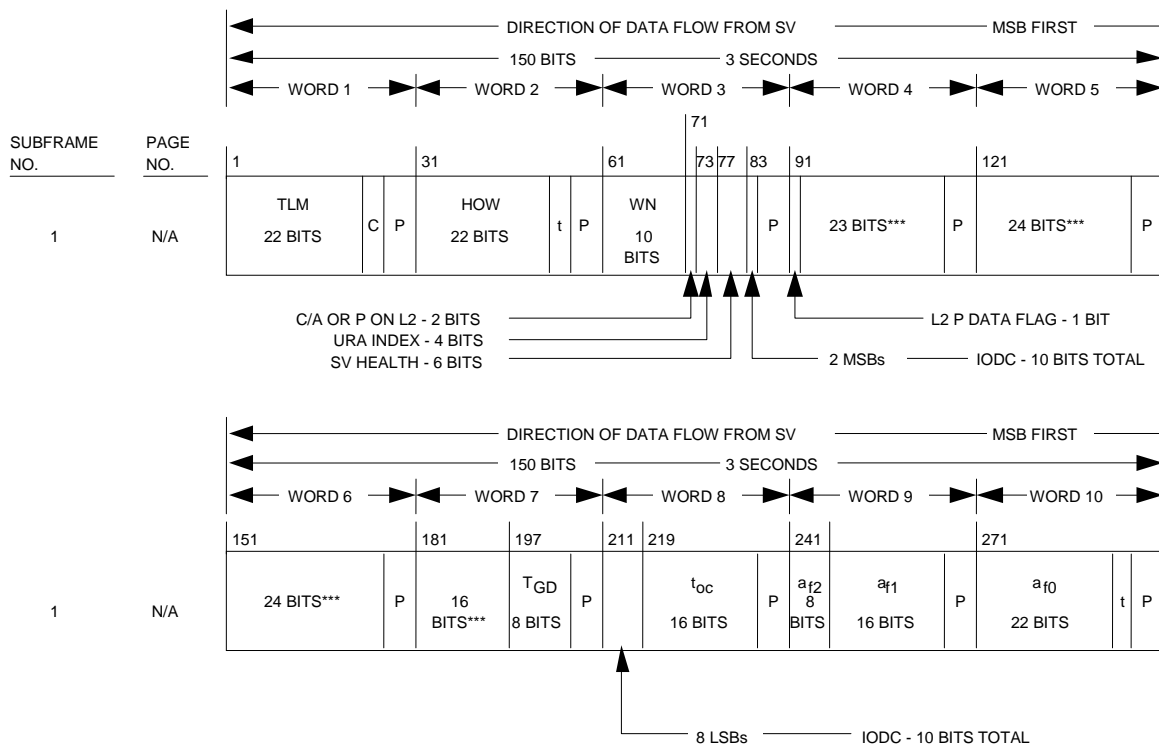 DIRECTION OF DATA FLOW FROM SV MSB FIRST
150 BITS 3 SECONDS
WORD 1 WORD 2 WORD 3 WORD 4 WORD 5
SUBFRAME NO. PAGE NO.
71
1 31 61 73 77 83 91 121
1 N/A
TLM 22 BITS C P HOW 22 BITS t P WN 10 BITS P 23 BITS*** P 24 BITS*** P
C/A OR P ON L2 - 2 BITS L2 P DATA FLAG - 1 BIT
URA INDEX - 4 BITS
SV HEALTH - 6 BITS 2 MSBs IODC - 10 BITS TOTAL
DIRECTION OF DATA FLOW FROM SV MSB FIRST
150 BITS 3 SECONDS
WORD 6 WORD 7 WORD 8 WORD 9 WORD 10
151 181 197 211 219 241 271
1 N/A
24 BITS*** P 16 BITS*** TGD 8 BITS P toc 16 BITS P af2 8 BITS af1 16 BITS P af0 22 BITS t P
8 LSBs IODC - 10 BITS TOTAL